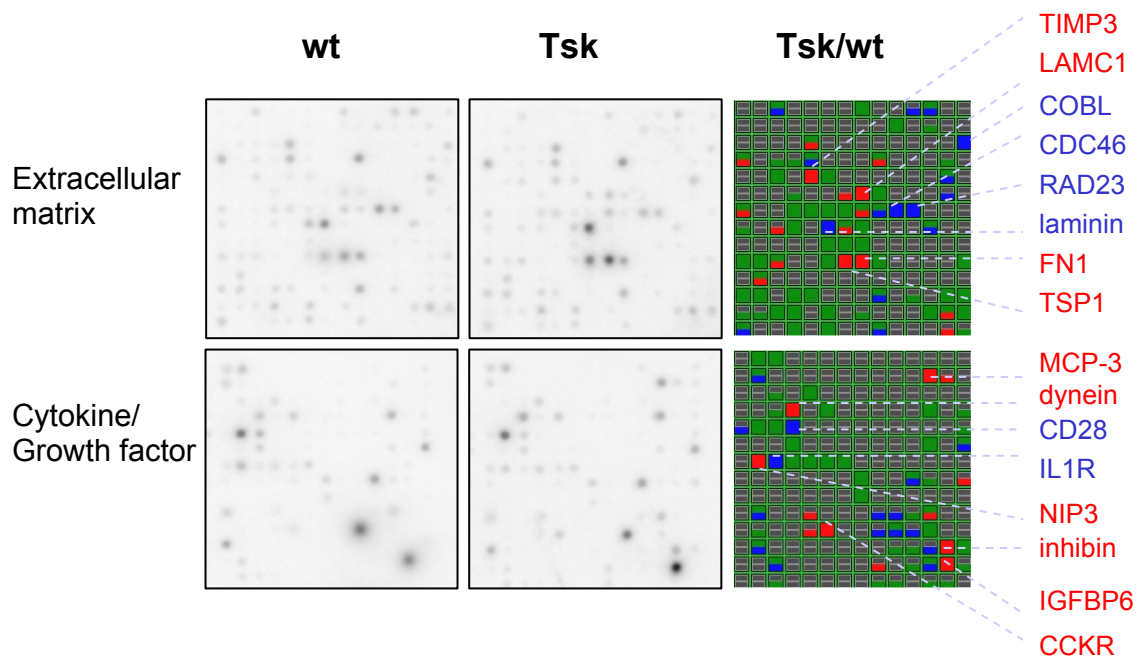 wt
Tsk
Tsk/wt
TIMP3
LAMC1
COBL
CDC46
RAD23
laminin
FN1
TSP1
Extracellular
matrix
MCP-3
dynein
CD28
IL1R
NIP3
inhibin
IGFBP6
CCKR
Cytokine/
Growth factor